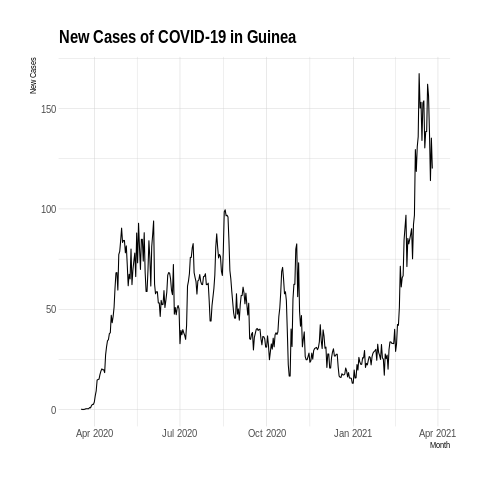 New Cases of COVID-19 in Guinea
New Cases
150
100
50
0
Apr 2020
Jul 2020
Oct 2020
Jan 2021
Apr 2021
Month